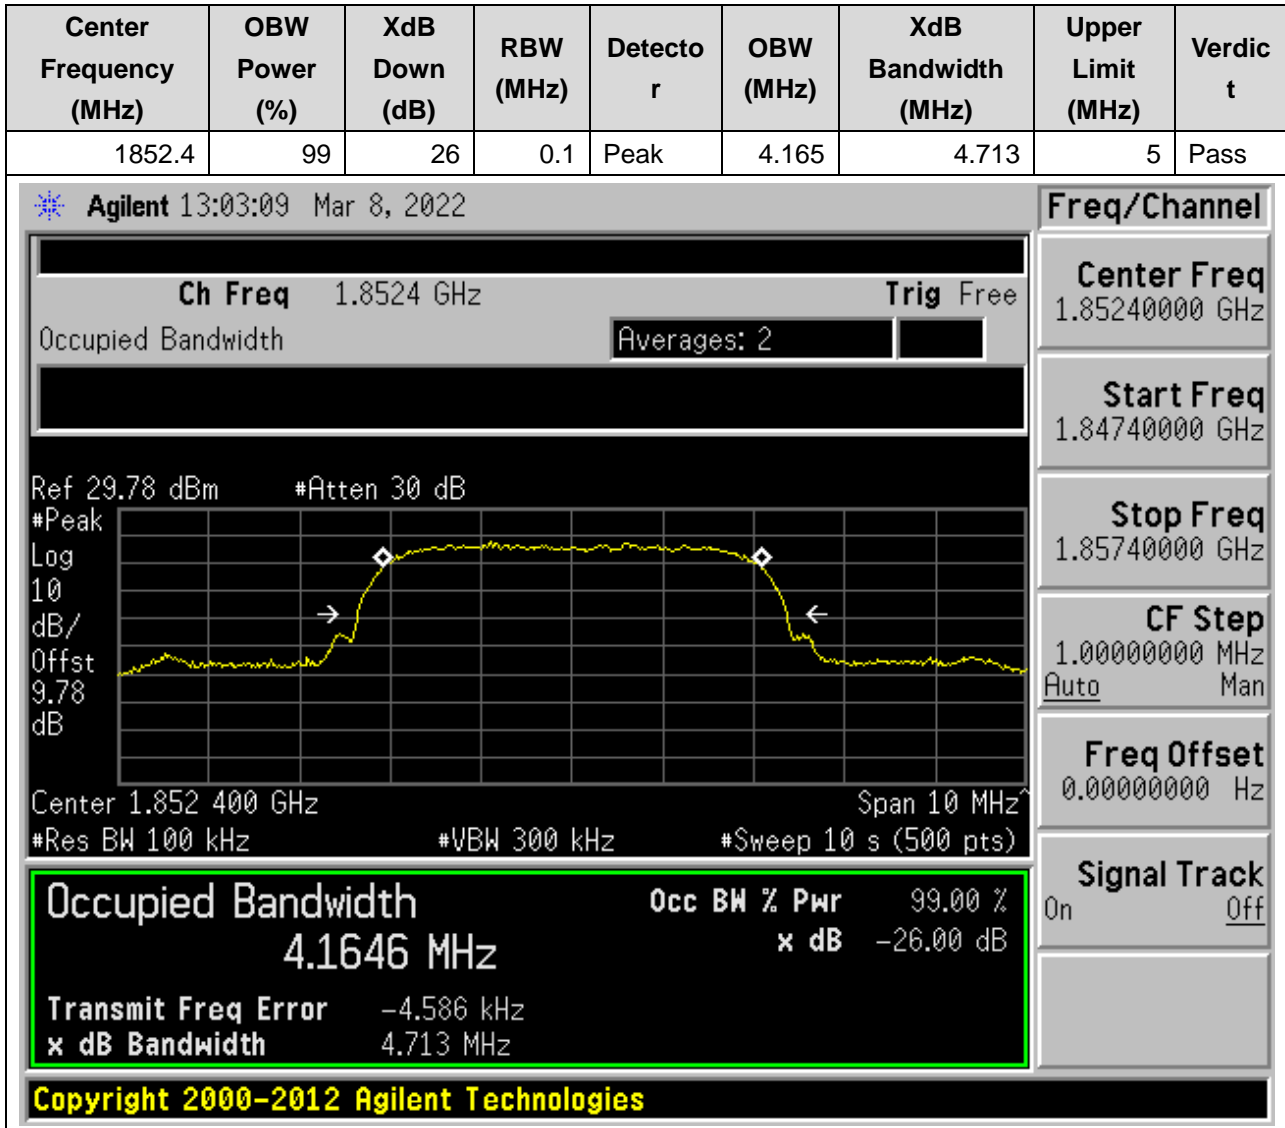 Center Frequency (MHz) OBW Power (%) XdB Down (dB) RBW (MHz) Detecto r OBW (MHz) XdB Bandwidth (MHz) Upper Limit (MHz) Verdic t
1852.4 99 26 0.1 Peak 4.165 4.713 5 Pass
Agilent 13:03:09 Mar 8, 2022
Freq/Channel
Ch Freq 1.8524 GHz Trig Free
Occupied Bandwidth Averages: 2
Center Freq
1.85240000 GHz
Start Freq
1.84740000 GHz
Stop Freq
1.85740000 GHz
CF Step
1.00000000 MHz
Auto Man
Freq Offset
0.00000000 Hz
Signal Track
On Off
Ref 29.78 dBm #Atten 30 dB
#Peak
Log
10
dB/
Offst
9.78
dB
Center 1.852 400 GHz Span 10 MHz^
#Res BW 100 kHz #VBW 300 kHz #Sweep 10 s (500 pts)
Occupied Bandwidth Occ BW % Pwr 99.00 %
4.1646 MHz x dB -26.00 dB
Transmit Freq Error -4.586 kHz
x dB Bandwidth 4.713 MHz
Copyright 2000-2012 Agilent Technologies